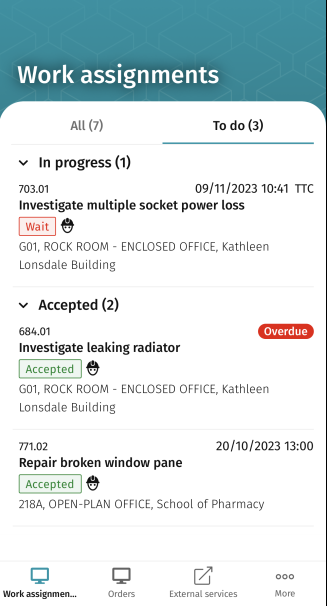 Work assignments
All (7)
To do (3)
In progress (1)
703.01 09/11/2023 10:41 TTC
Investigate multiple socket power loss
Wait
G01, ROCK ROOM - ENCLOSED OFFICE, Kathleen
Lonsdale Building
Accepted (2)
684.01 Overdue
Investigate leaking radiator
Accepted
G01, ROCK ROOM - ENCLOSED OFFICE, Kathleen
Lonsdale Building
771.02 20/10/2023 13:00
Repair broken window pane
Accepted
218A, OPEN-PLAN OFFICE, School of Pharmacy
Work assignmen...
Orders
External services
More